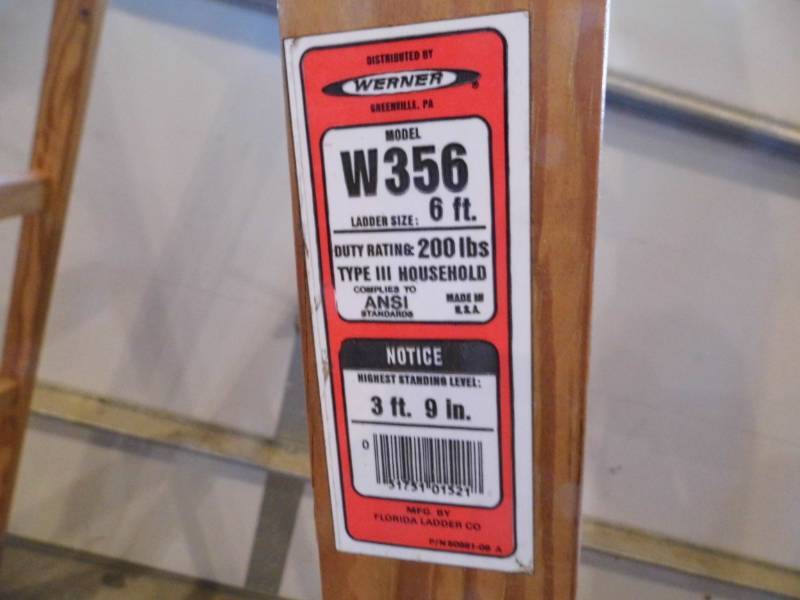 DISTRIBUTED BY
WERNER ®
GREENVILLE, PA
MODEL
W356
LADDER SIZE: 6 ft.
DUTY RATING: 200 lbs
TYPE III HOUSEHOLD
COMPLIES TO
ANSI
STANDARDS
MADE IN
U.S.A.
NOTICE
HIGHEST STANDING LEVEL:
3 ft. 9 in.
0
51751 01521
MFG BY
FLORIDA LADDER CO